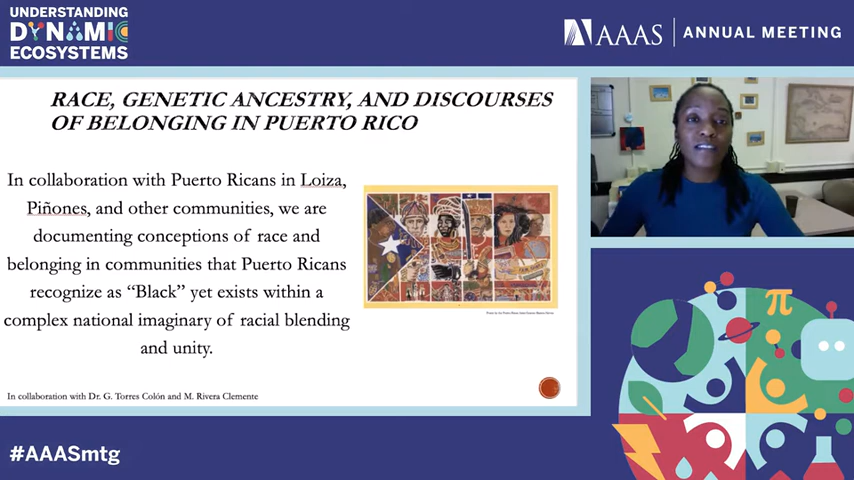 UNDERSTANDING
DYNAMIC
ECOSYSTEMS
AAAS ANNUAL MEETING
RACE, GENETIC ANCESTRY, AND DISCOURSES
OF BELONGING IN PUERTO RICO
In collaboration with Puerto Ricans in Loiza,
Piñones, and other communities, we are
documenting conceptions of race and
belonging in communities that Puerto Ricans
recognize as “Black” yet exists within a
complex national imaginary of racial blending
and unity.
In collaboration with Dr. G. Torres Colón and M. Rivera Clemente
π
#AAASmtg